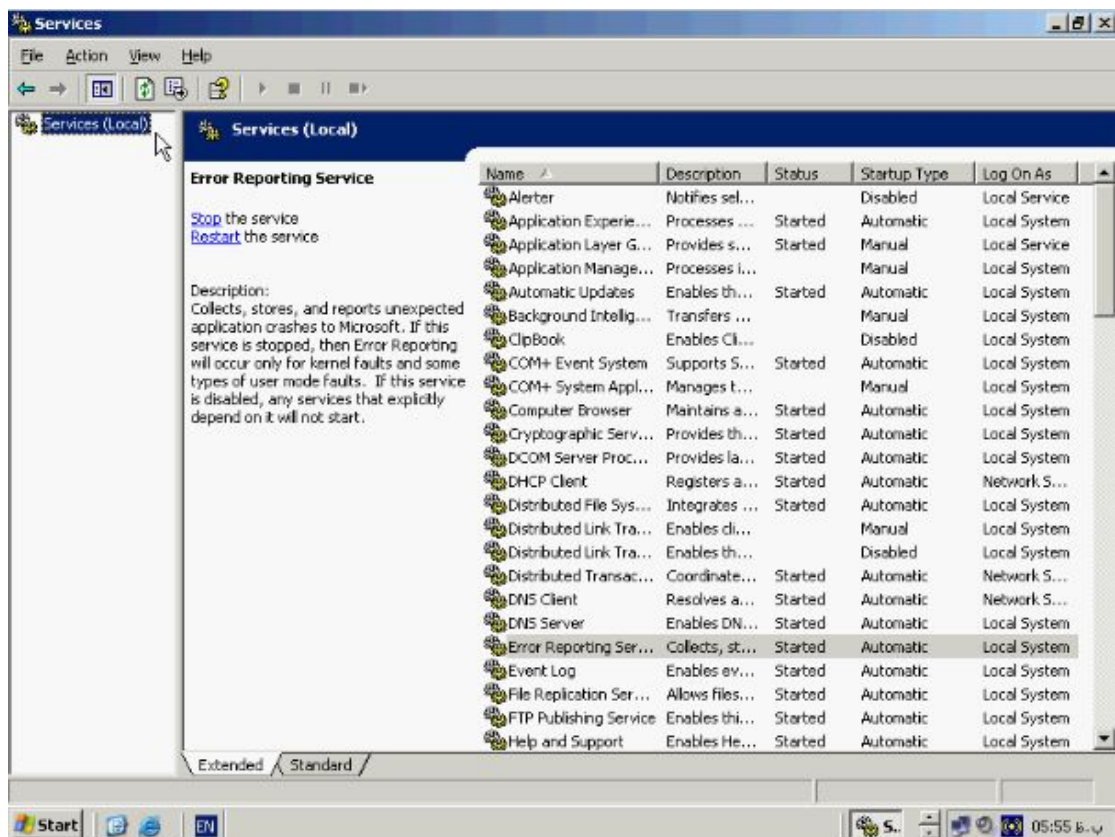 Services
File Action View Help
Services (Local)
Services (Local)
Error Reporting Service
Stop the service
Restart the service
Description:
Collects, stores, and reports unexpected
application crashes to Microsoft. If this
service is stopped, then Error Reporting
will occur only for kernel faults and some
types of user mode faults. If this service
is disabled, any services that explicitly
depend on it will not start.
Name Description Status Startup Type Log On As
Alerter Notifies sel... Disabled Local Service
Application Experie... Processes ... Started Automatic Local System
Application Layer G... Provides s... Started Manual Local Service
Application Manage... Processes i... Manual Local System
Automatic Updates Enables th... Started Automatic Local System
Background Intellig... Transfers ... Manual Local System
ClipBook Enables Cli... Disabled Local System
COM+ Event System Supports S... Started Automatic Local System
COM+ System Appl... Manages t... Manual Local System
Computer Browser Maintains a... Started Automatic Local System
Cryptographic Serv... Provides th... Started Automatic Local System
DCOM Server Proc... Provides la... Started Automatic Local System
DHCP Client Registers a... Started Automatic Network S...
Distributed File Sys... Integrates ... Started Automatic Local System
Distributed Link Tra... Enables cli... Manual Local System
Distributed Link Tra... Enables th... Disabled Local System
Distributed Transac... Coordinate... Started Automatic Network S...
DNS Client Resolves a... Started Automatic Network S...
DNS Server Enables DN... Started Automatic Local System
Error Reporting Ser... Collects, st... Started Automatic Local System
Event Log Enables ev... Started Automatic Local System
File Replication Ser... Allows files... Started Automatic Local System
FTP Publishing Service Enables thi... Started Automatic Local System
Help and Support Enables He... Started Automatic Local System
Extended Standard
Start EN S.. 05:55 ب.ظ